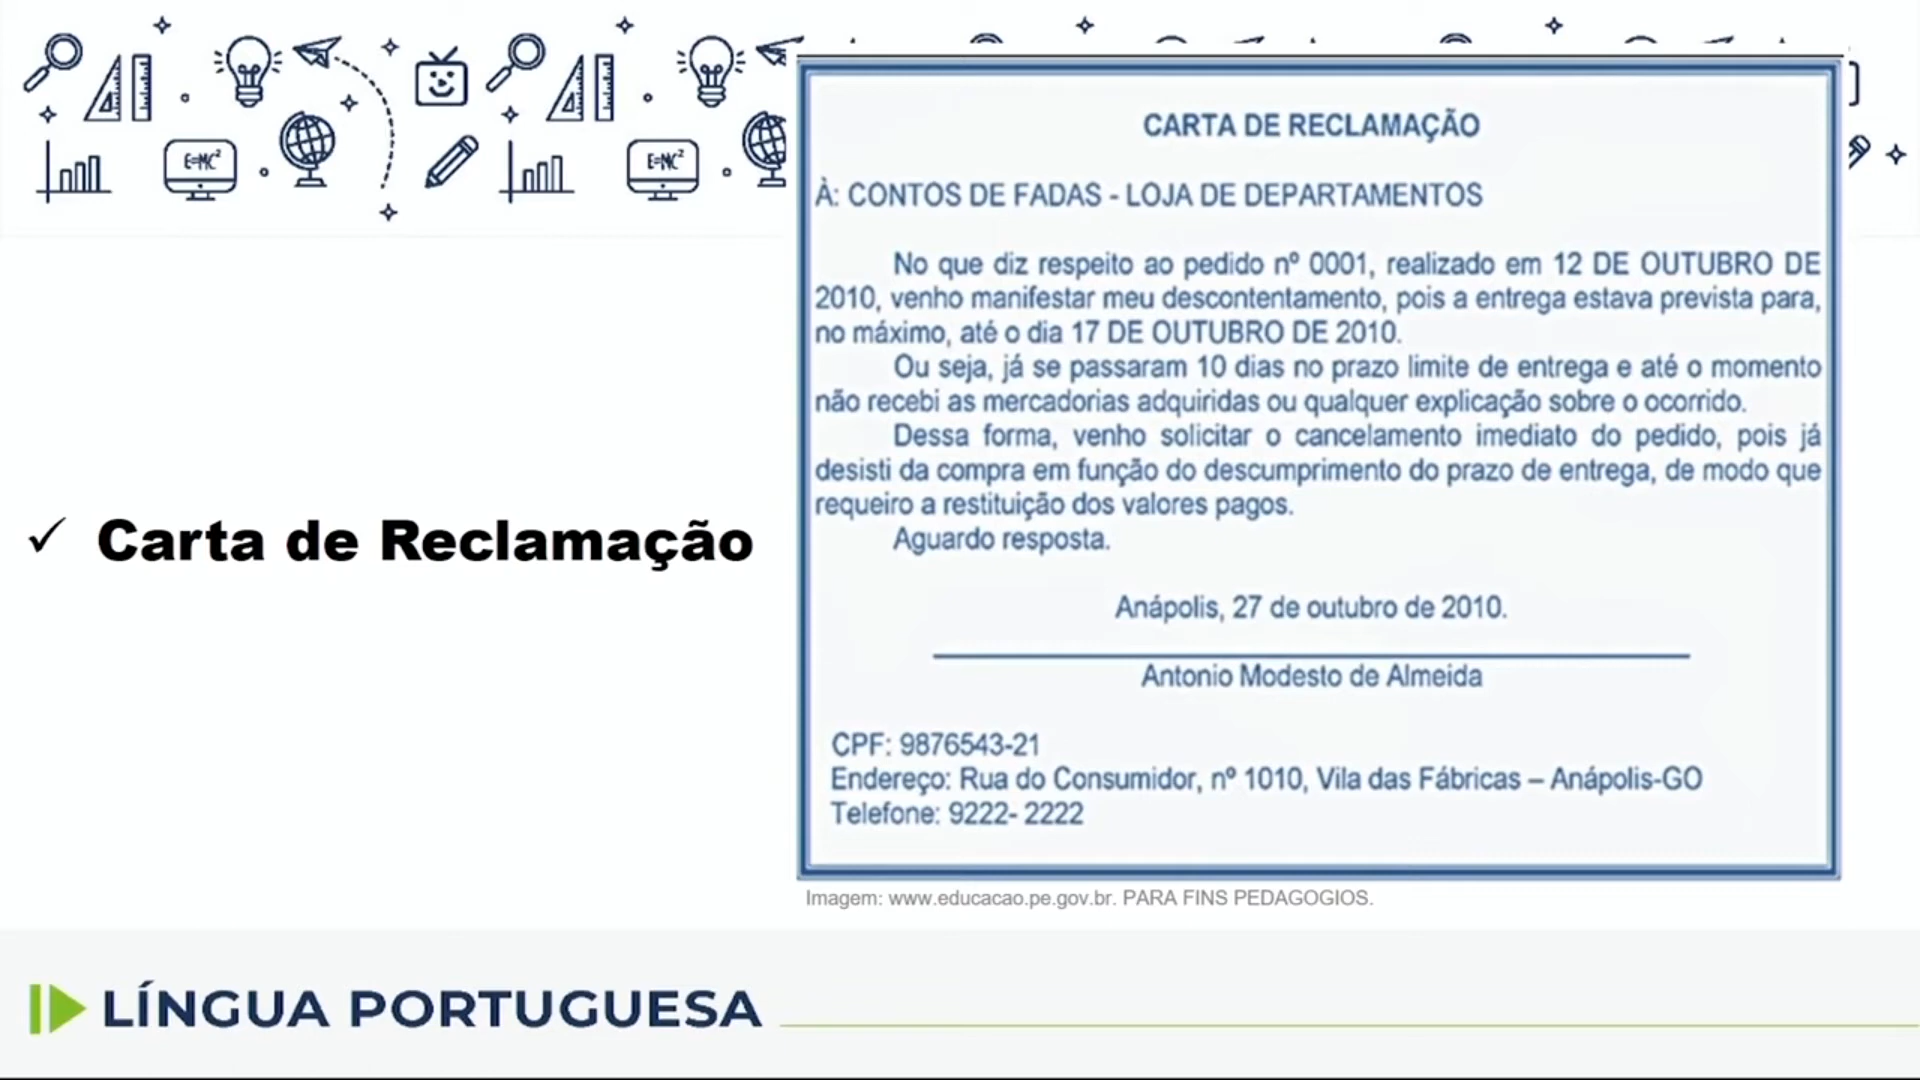 E=MC²
E=MC²
CARTA DE RECLAMAÇÃO
À: CONTOS DE FADAS - LOJA DE DEPARTAMENTOS
No que diz respeito ao pedido nº 0001, realizado em 12 DE OUTUBRO DE
2010, venho manifestar meu descontentamento, pois a entrega estava prevista para,
no máximo, até o dia 17 DE OUTUBRO DE 2010.
Ou seja, já se passaram 10 dias no prazo limite de entrega e até o momento
não recebi as mercadorias adquiridas ou qualquer explicação sobre o ocorrido.
Dessa forma, venho solicitar o cancelamento imediato do pedido, pois já
desisti da compra em função do descumprimento do prazo de entrega, de modo que
requeiro a restituição dos valores pagos.
Aguardo resposta.
Anápolis, 27 de outubro de 2010.
Antonio Modesto de Almeida
CPF: 9876543-21
Endereço: Rua do Consumidor, nº 1010, Vila das Fábricas – Anápolis-GO
Telefone: 9222- 2222
✓ Carta de Reclamação
Imagem: www.educacao.pe.gov.br. PARA FINS PEDAGOGIOS.
LÍNGUA PORTUGUESA